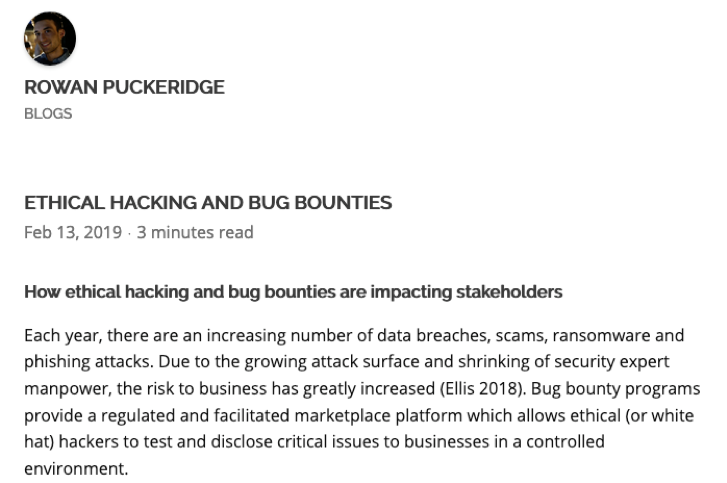 ROWAN PUCKERIDGE
BLOGS
ETHICAL HACKING AND BUG BOUNTIES
Feb 13, 2019 · 3 minutes read
How ethical hacking and bug bounties are impacting stakeholders
Each year, there are an increasing number of data breaches, scams, ransomware and
phishing attacks. Due to the growing attack surface and shrinking of security expert
manpower, the risk to business has greatly increased (Ellis 2018). Bug bounty programs
provide a regulated and facilitated marketplace platform which allows ethical (or white
hat) hackers to test and disclose critical issues to businesses in a controlled
environment.